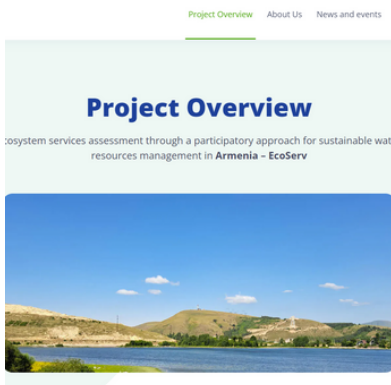 Project Overview About Us News and events
Project Overview
cosystem services assessment through a participatory approach for sustainable wat
resources management in Armenia – EcoServ